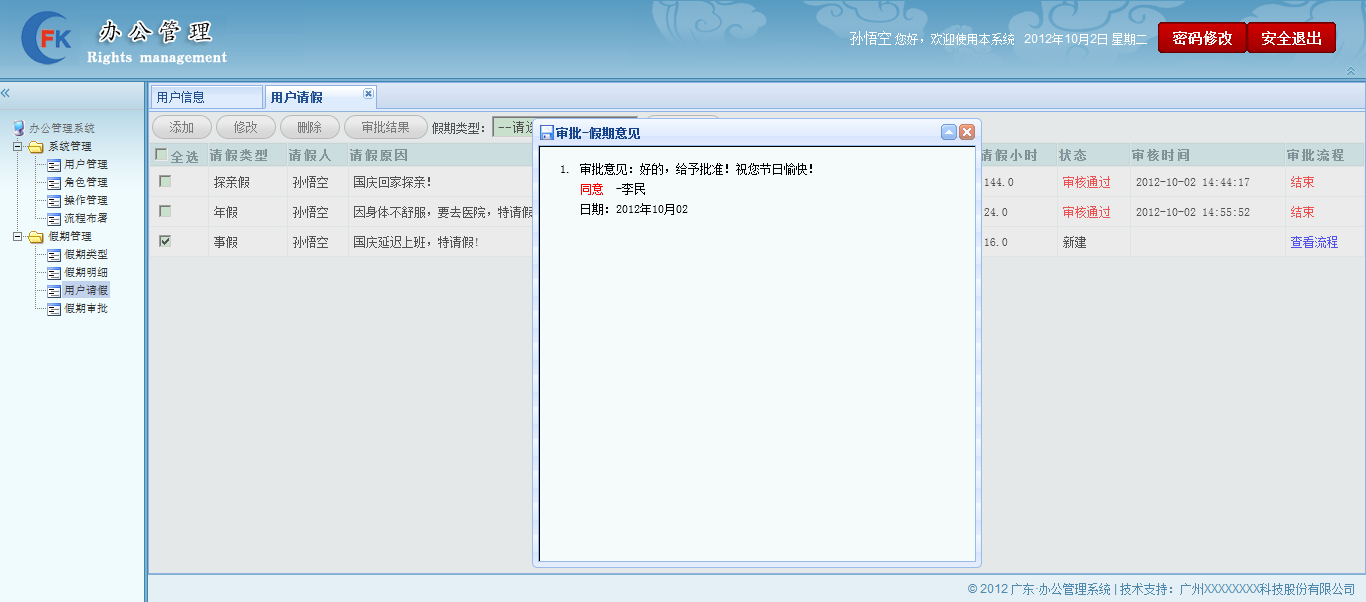 FK 办公管理
Rights management
孙悟空 您好，欢迎使用本系统 2012年10月2日 星期二 密码修改 安全退出
办公管理系统
系统管理
用户管理
角色管理
操作管理
流程布署
假期管理
假期类型
假期明细
用户请假
假期审批
用户信息 用户请假
添加 修改 删除 审批结果 假期类型: --请
全选 请假类型 请假人 请假原因 请假小时 状态 审核时间 审批流程
探亲假 孙悟空 国庆回家探亲! 144.0 审核通过 2012-10-02 14:44:17 结束
年假 孙悟空 因身体不舒服，要去医院，特请假 24.0 审核通过 2012-10-02 14:55:52 结束
事假 孙悟空 国庆延迟上班，特请假! 16.0 新建 查看流程
审批-假期意见
1. 审批意见: 好的，给予批准! 祝您节日愉快!
同意 -李民
日期: 2012年10月02
© 2012 广东·办公管理系统 | 技术支持：广州XXXXXXXX科技股份有限公司